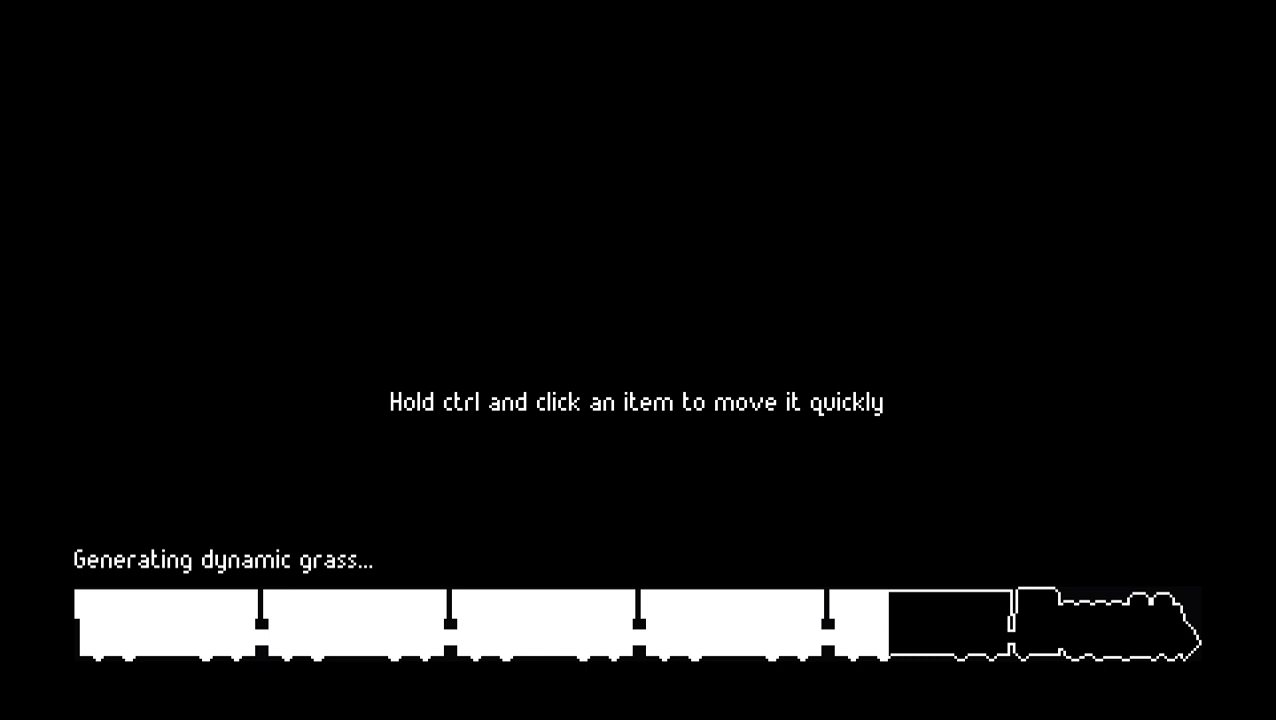 Hold ctrl and click an item to move it quickly
Generating dynamic grass...